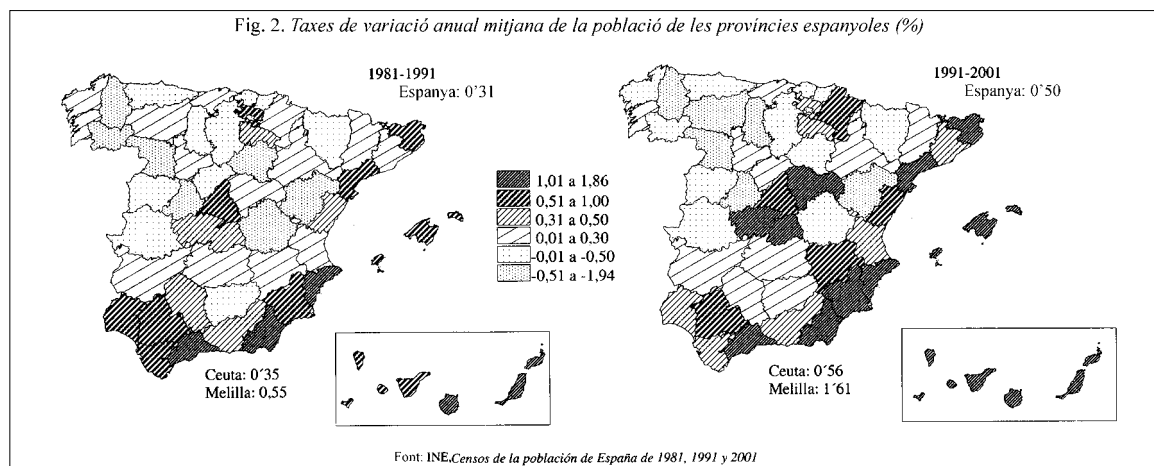 Fig. 2. Taxes de variació anual mitjana de la població de les províncies espanyoles (%)
1981-1991
Espanya: 0´31
1991-2001
Espanya: 0´50
1,01 a 1,86
0,51 a 1,00
0,31 a 0,50
0,01 a 0.30
-0,01 a -0,50
-0,51 a -1,94
Ceuta: 0´35
Melilla: 0,55
Ceuta: 0´56
Melilla: 1´61
Font: INE,Censos de la población de España de 1981, 1991 y 2001